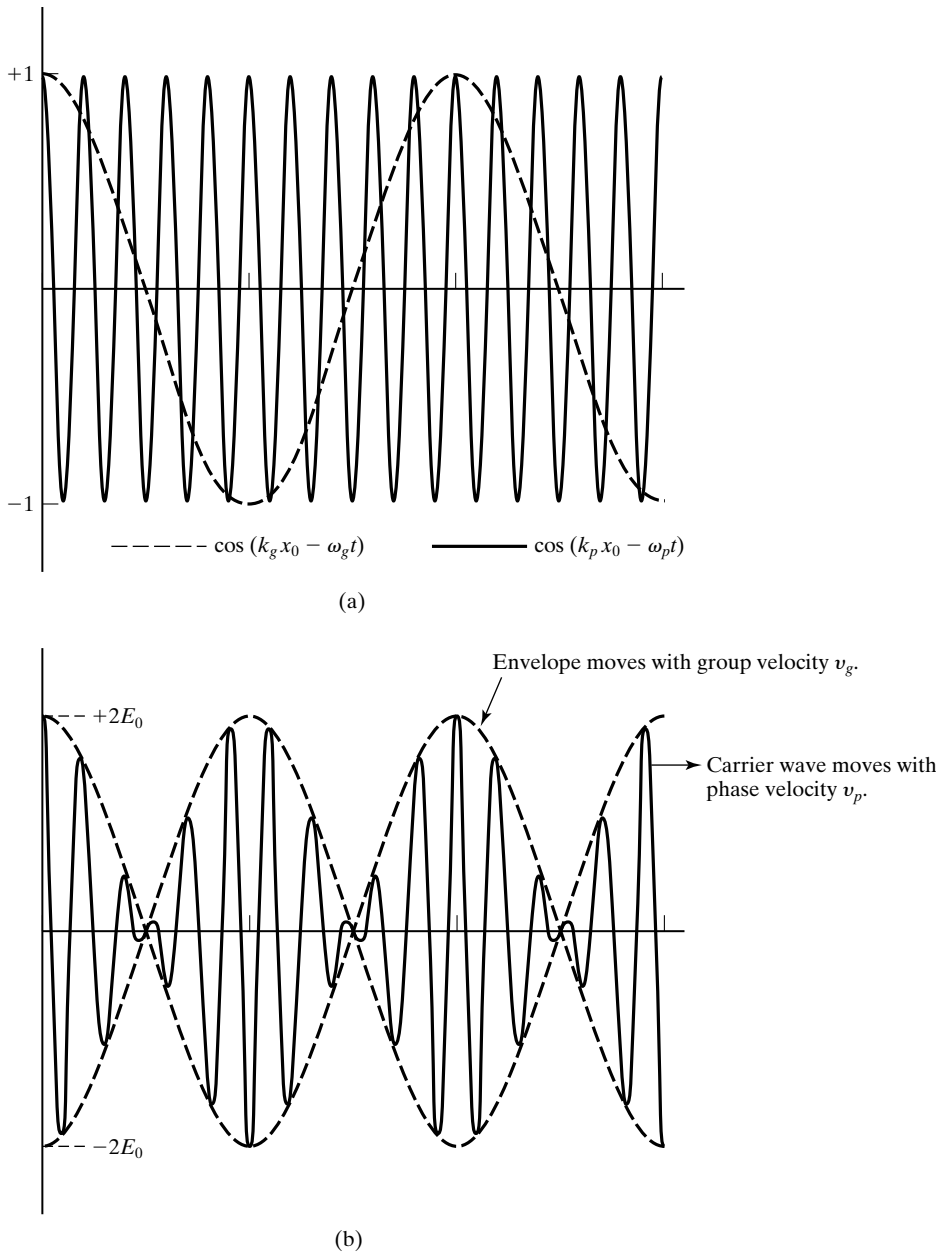 +1
−1
cos (k_g x_0 − ω_g t)
cos (k_p x_0 − ω_p t)
(a)
Envelope moves with group velocity v_g.
+2E_0
Carrier wave moves with
phase velocity v_p.
−2E_0
(b)